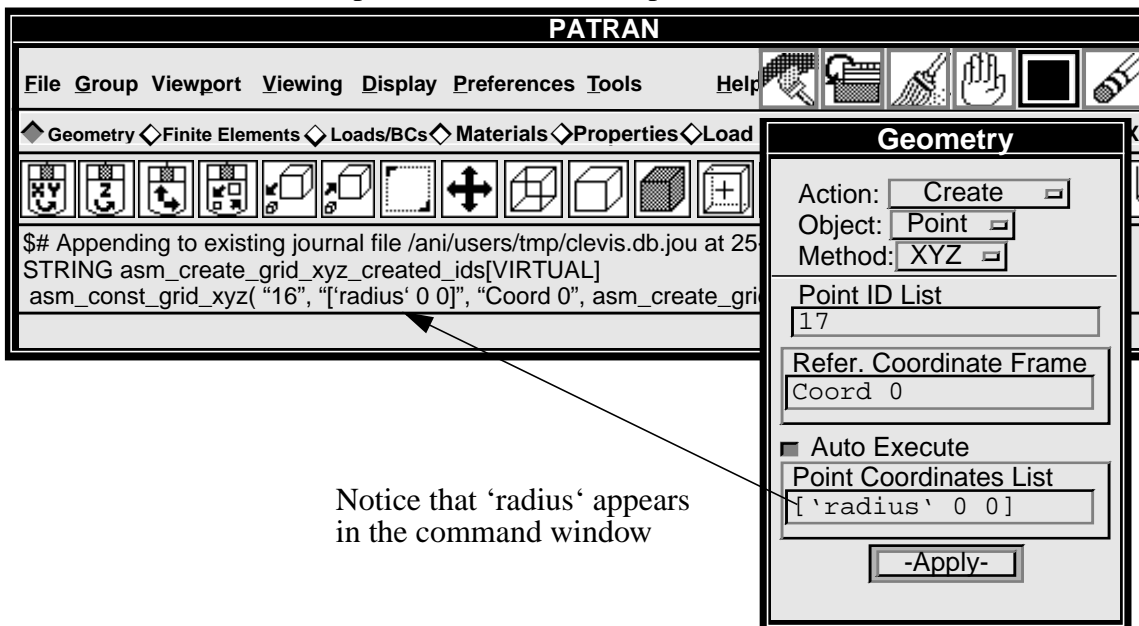 PATRAN
File Group Viewport Viewing Display Preferences Tools Help
Geometry Finite Elements Loads/BCs Materials Properties Load
XY Z
$# Appending to existing journal file /ani/users/tmp/clevis.db.jou at 25-
STRING asm_create_grid_xyz_created_ids[VIRTUAL]
asm_const_grid_xyz( “16”, “[‘radius‘ 0 0]”, “Coord 0”, asm_create_gri
Geometry
Action: Create
Object: Point
Method: XYZ
Point ID List
17
Refer. Coordinate Frame
Coord 0
Auto Execute
Point Coordinates List
[‘radius‘ 0 0]
-Apply-
Notice that ‘radius‘ appears
in the command window